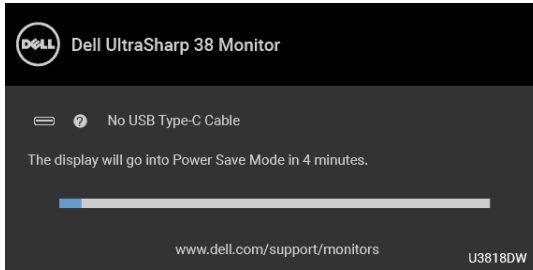 DELL Dell UltraSharp 38 Monitor
? No USB Type-C Cable
The display will go into Power Save Mode in 4 minutes.
www.dell.com/support/monitors
U3818DW